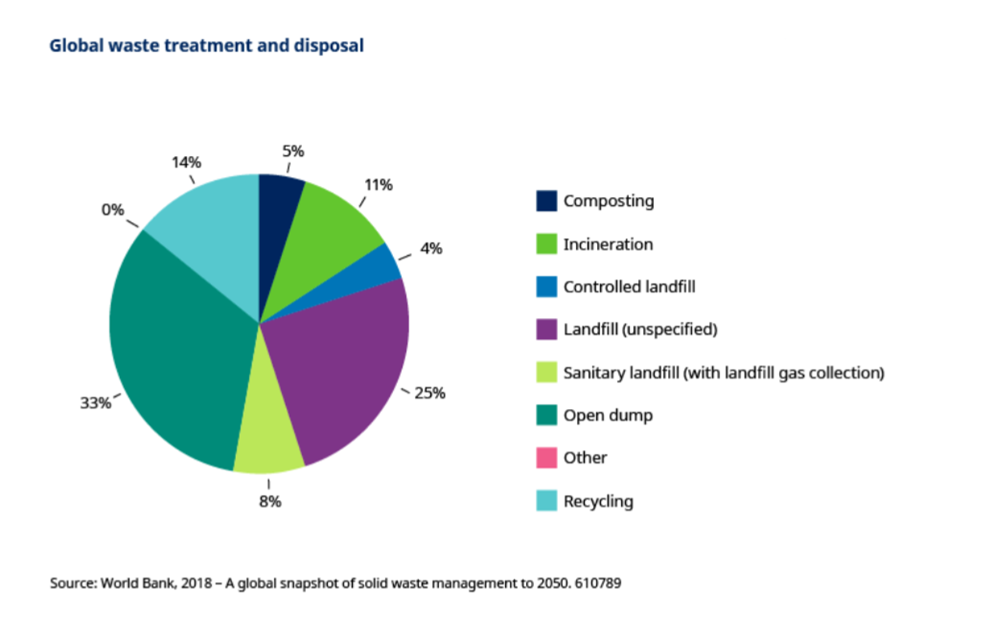 Global waste treatment and disposal
14%
5%
11%
0%
4%
33%
25%
8%
Composting
Incineration
Controlled landfill
Landfill (unspecified)
Sanitary landfill (with landfill gas collection)
Open dump
Other
Recycling
Source: World Bank, 2018 – A global snapshot of solid waste management to 2050. 610789